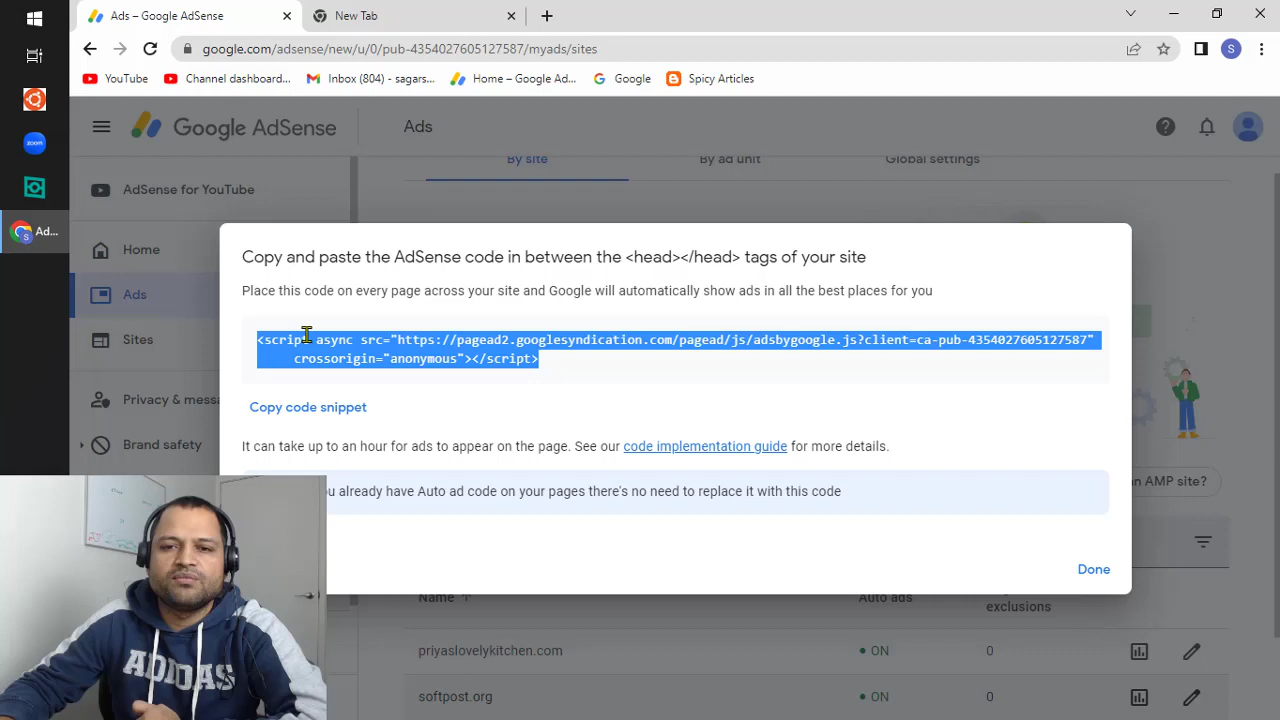 Ads – Google AdSense
New Tab
google.com/adsense/new/u/0/pub-4354027605127587/myads/sites
S
YouTube
Channel dashboard...
Inbox (804) - sagars...
Home – Google Ad...
Google
Spicy Articles
zoom
Ad...
Google AdSense
Ads
AdSense for YouTube
Home
Ads
Sites
Privacy & mess
Brand safety
By site
By ad unit
Global settings
Copy and paste the AdSense code in between the <head></head> tags of your site
Place this code on every page across your site and Google will automatically show ads in all the best places for you
<script async src="https://pagead2.googlesyndication.com/pagead/js/adsbygoogle.js?client=ca-pub-4354027605127587"
crossorigin="anonymous"></script>
Copy code snippet
It can take up to an hour for ads to appear on the page. See our code implementation guide for more details.
u already have Auto ad code on your pages there's no need to replace it with this code
Done
n AMP site?
Name
Auto ads
exclusions
priyaslovelykitchen.com
ON
0
softpost.org
ON
0
ADIDAS